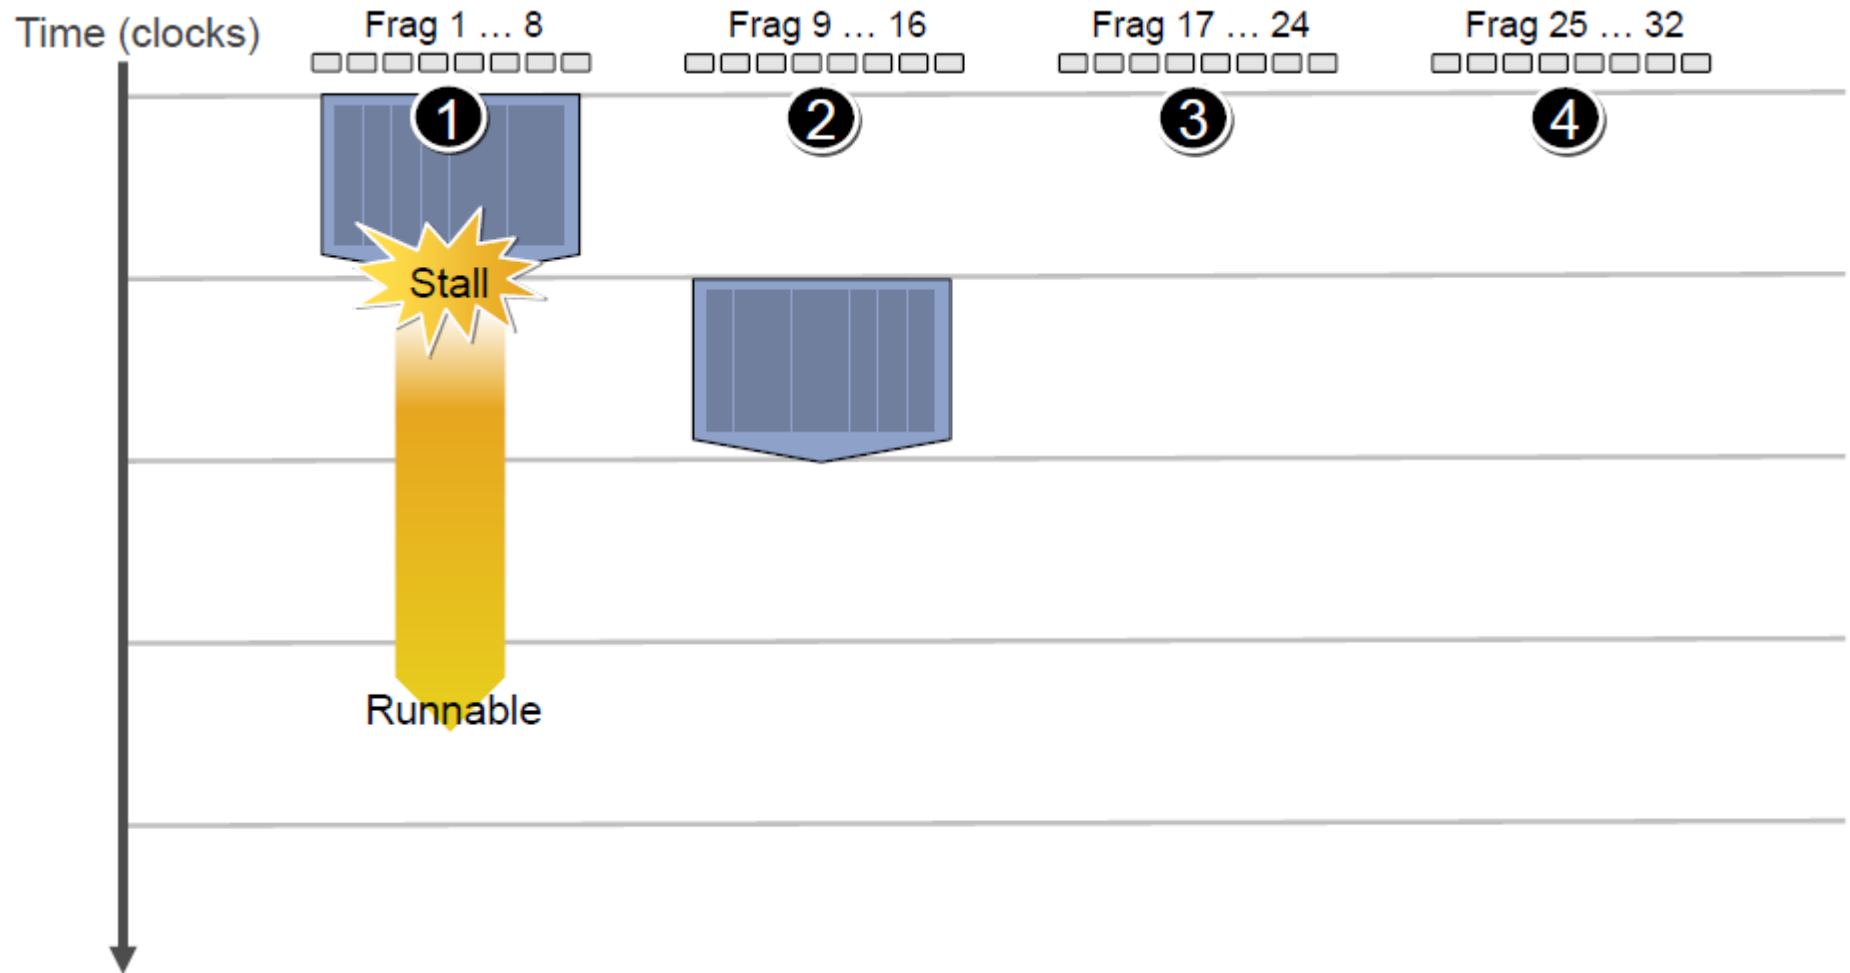 Time (clocks)
Frag 1 … 8
Frag 9 … 16
Frag 17 … 24
Frag 25 … 32
1
2
3
4
Stall
Runnable